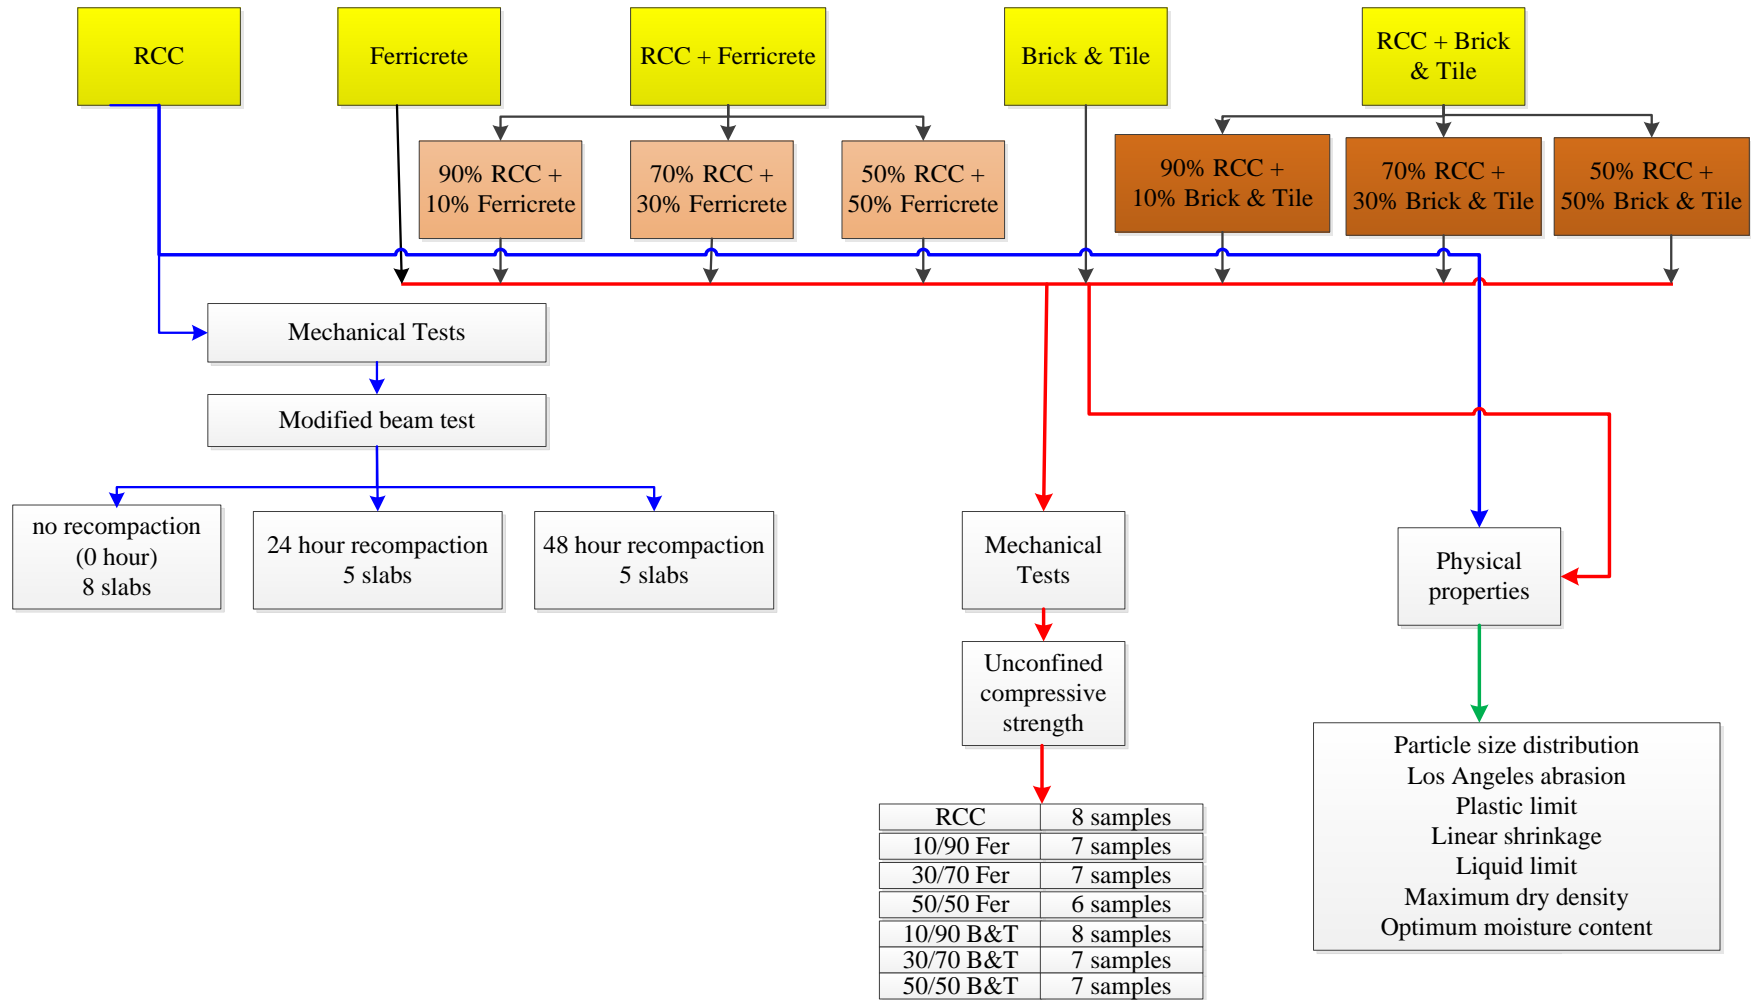 RCC
Ferricrete
RCC + Ferricrete
Brick & Tile
RCC + Brick
& Tile
90% RCC +
10% Ferricrete
70% RCC +
30% Ferricrete
50% RCC +
50% Ferricrete
90% RCC +
10% Brick & Tile
70% RCC +
30% Brick & Tile
50% RCC +
50% Brick & Tile
Mechanical Tests
Modified beam test
no recompaction
(0 hour)
8 slabs
24 hour recompaction
5 slabs
48 hour recompaction
5 slabs
Mechanical
Tests
Unconfined
compressive
strength
RCC 8 samples
10/90 Fer 7 samples
30/70 Fer 7 samples
50/50 Fer 6 samples
10/90 B&T 8 samples
30/70 B&T 7 samples
50/50 B&T 7 samples
Physical
properties
Particle size distribution
Los Angeles abrasion
Plastic limit
Linear shrinkage
Liquid limit
Maximum dry density
Optimum moisture content